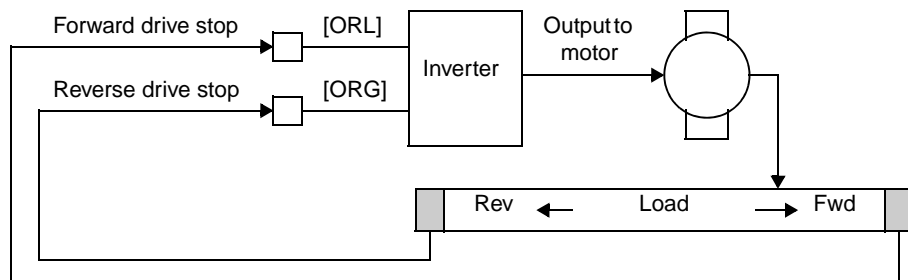 Forward drive stop
[ORL]
Reverse drive stop
[ORG]
Inverter
Output to
motor
Rev
Load
Fwd